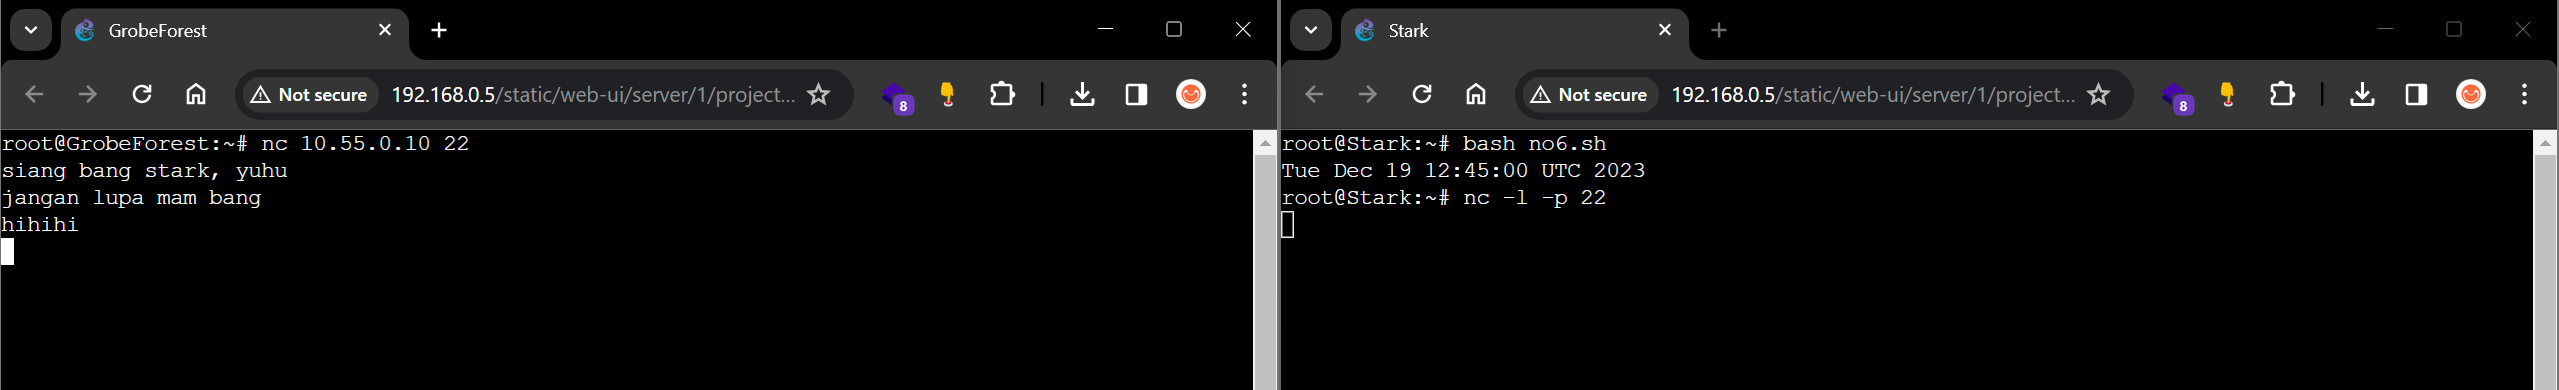 GrobeForest
Not secure 192.168.0.5/static/web-ui/server/1/project...
8
root@GrobeForest:~# nc 10.55.0.10 22
siang bang stark, yuhu
jangan lupa mam bang
hihihi
Stark
Not secure 192.168.0.5/static/web-ui/server/1/project...
8
root@Stark:~# bash no6.sh
Tue Dec 19 12:45:00 UTC 2023
root@Stark:~# nc -l -p 22